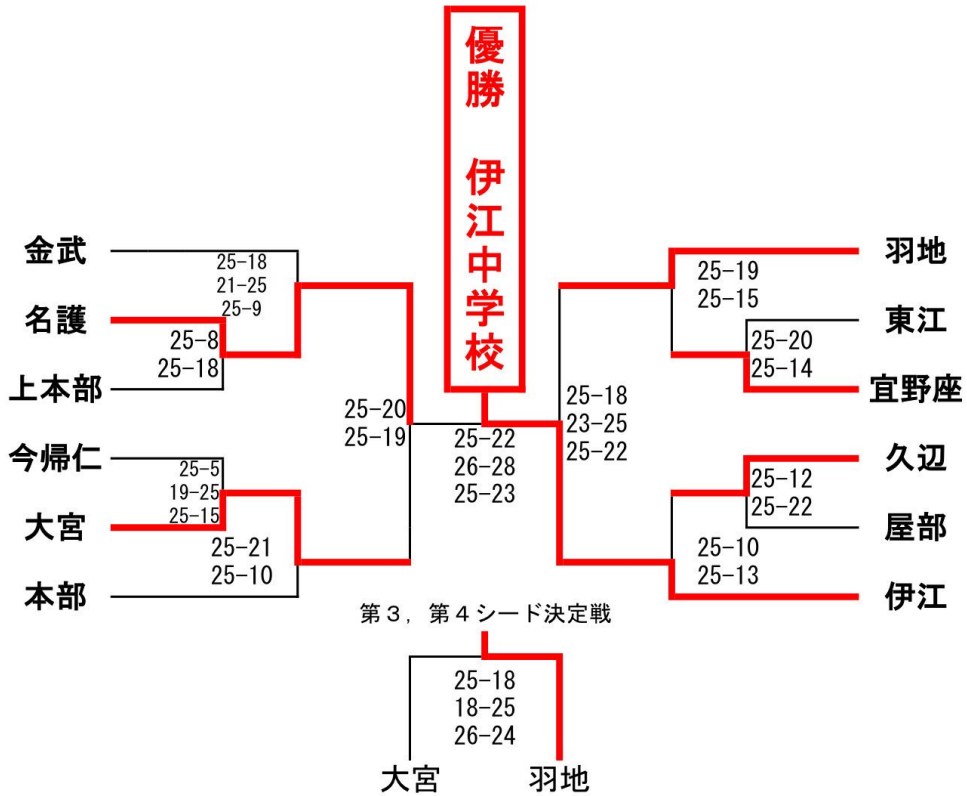 優勝　伊江中学校
金武
名護
上本部
今帰仁
大宮
本部
25-18
21-25
25-9
25-8
25-18
25-5
19-25
25-15
25-21
25-10
25-20
25-19
25-22
26-28
25-23
25-18
23-25
25-22
25-19
25-15
25-20
25-14
25-12
25-22
25-10
25-13
羽地
東江
宜野座
久辺
屋部
伊江
第３，第４シード決定戦
25-18
18-25
26-24
大宮
羽地